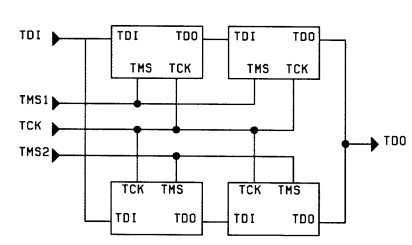 TDI TDI TDO TDI TDO
TMS TCK TMS TCK
TMS1
TCK
TDO
TMS2
TCK TMS TCK TMS
TDI TDO TDI TDO